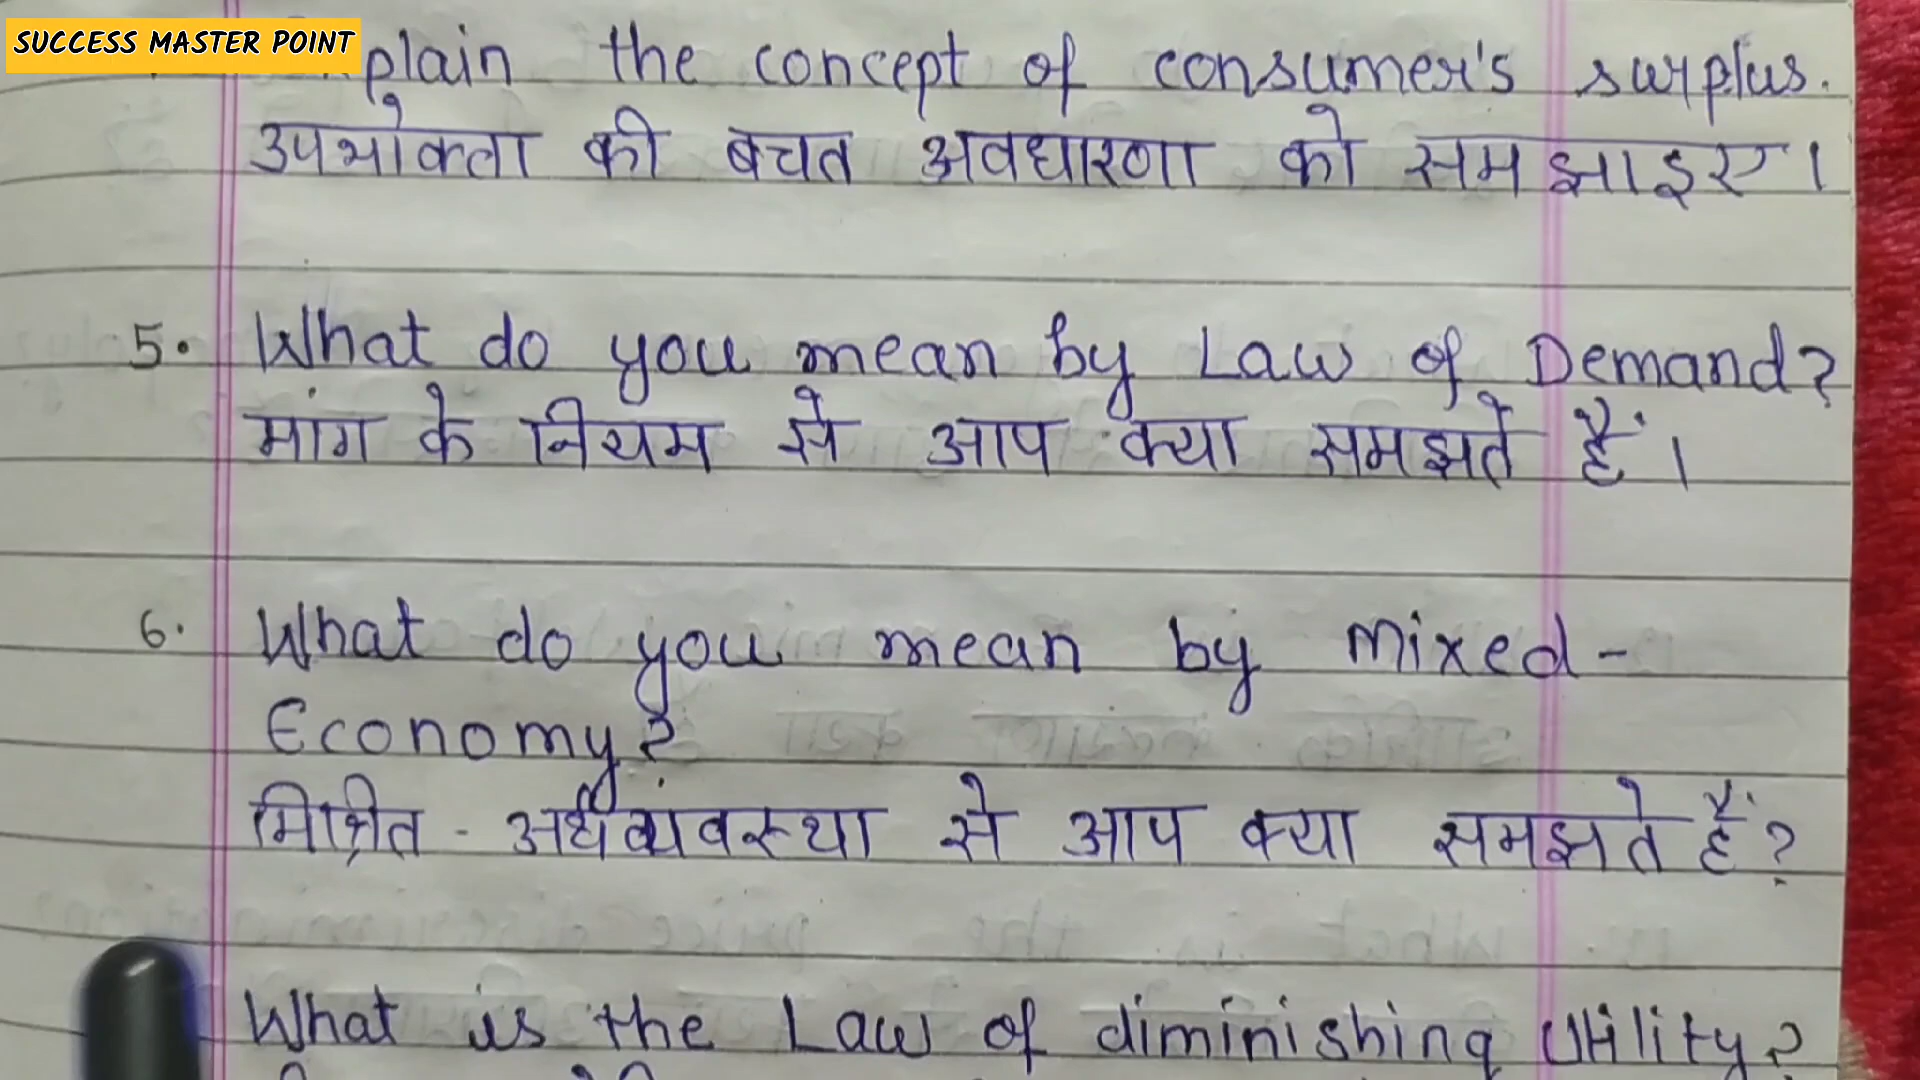 SUCCESS MASTER POINT
plain the concept of consumer's surplus.
उपभोक्ता की बचत अवधारणा को समझाइए।
5. What do you mean by Law of Demand?
मांग के नियम से आप क्या समझते हैं।
6. What do you mean by Mixed-
Economy?
मिश्रीत - अर्थव्यवस्था से आप क्या समझते हैं?
What is the Law of diminishing Utility?